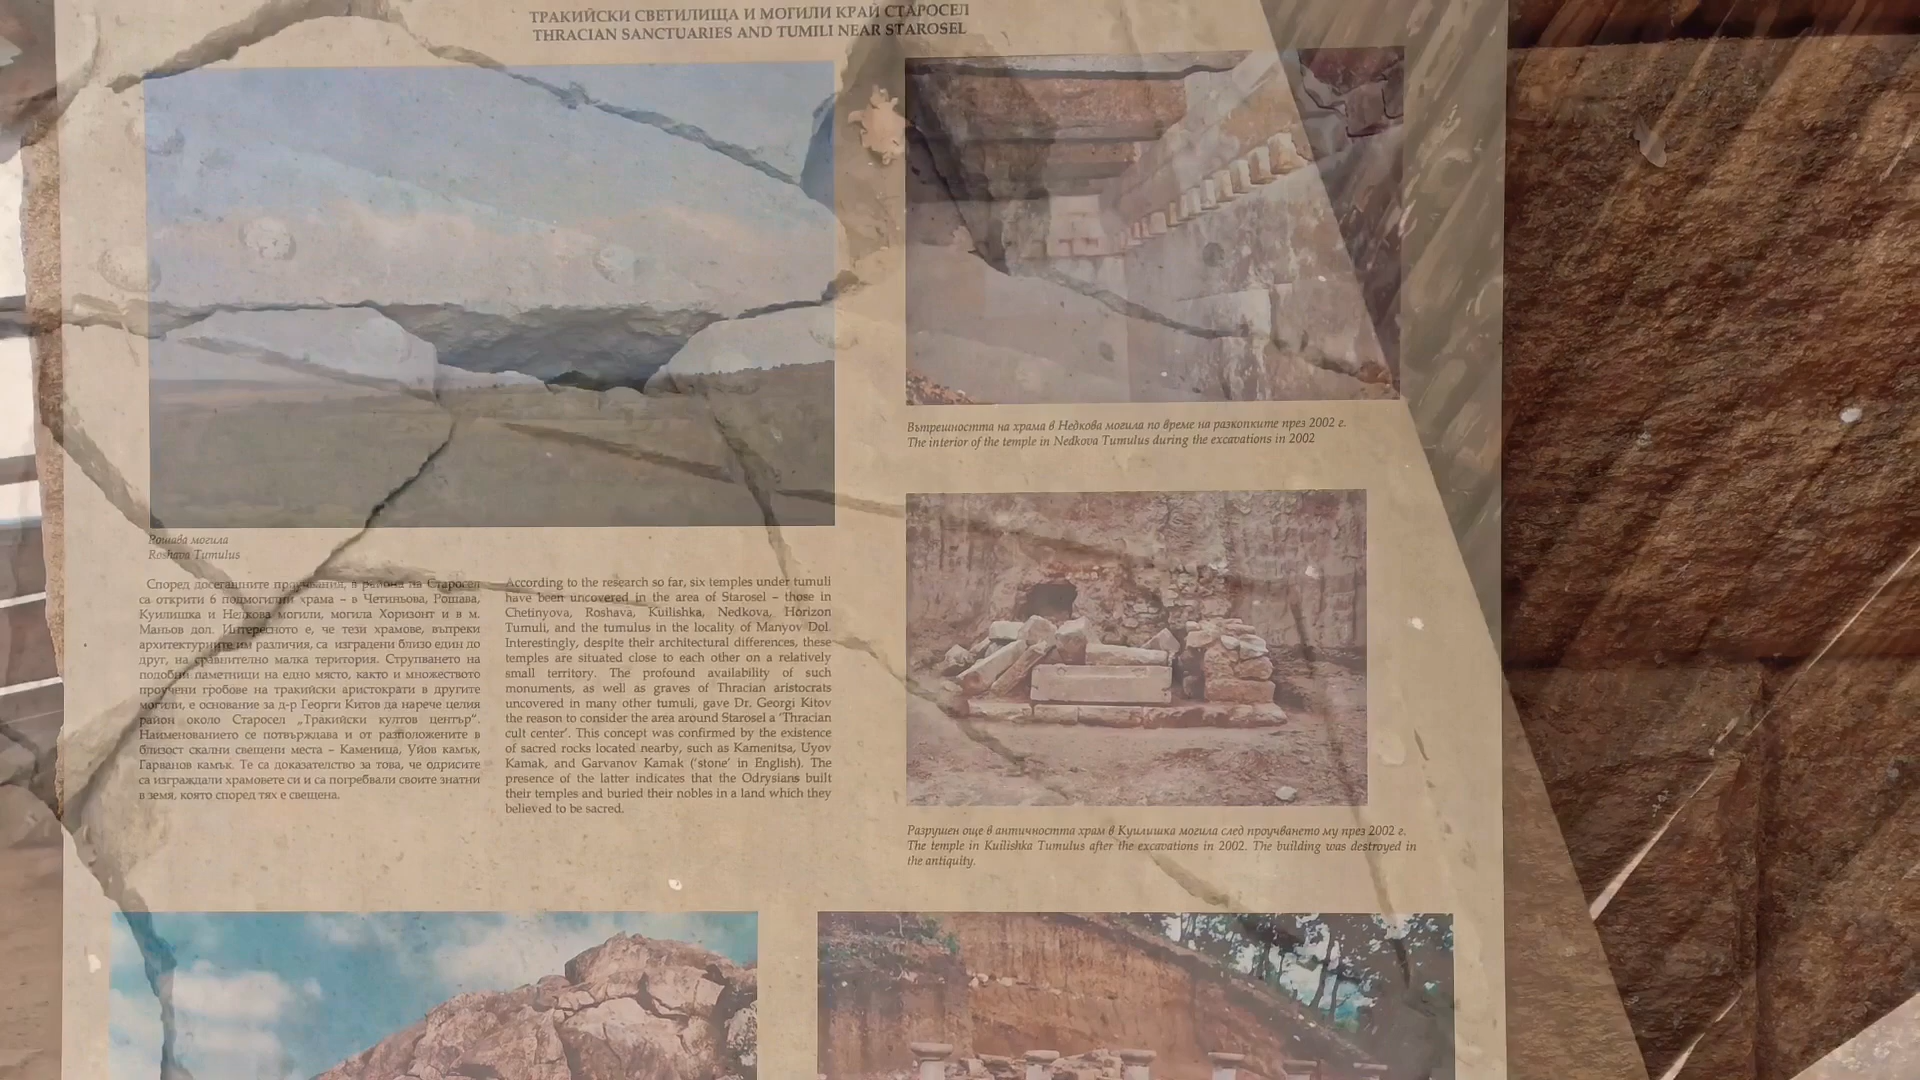 ТРАКИЙСКИ СВЕТИЛИЩА И МОГИЛИ КРАЙ СТАРОСЕЛ
THRACIAN SANCTUARIES AND TUMILI NEAR STAROSEL
Рошава могила
Roshava Tumulus
Според досегашните проучвания, в района на Старосел
са открити 6 подмогилни храма – в Четиньова, Рошава,
Куилишка и Недкова могили, могила Хоризонт и в м.
Маньов дол. Интересното е, че тези храмове, въпреки
архитектурните им различия, са изградени близо един до
друг, на сравнително малка територия. Струпването на
подобни паметници на едно място, както и множеството
проучени гробове на тракийски аристократи в другите
могили, е основание за д-р Георги Китов да нарече целия
район около Старосел „Тракийски култов център“.
Наименованието се потвърждава и от разположените в
близост скални свещени места – Каменица, Уйов камък,
Гарванов камък. Те са доказателство за това, че одрисите
са изграждали храмовете си и са погребвали своите знатни
в земя, която според тях е свещена.
According to the research so far, six temples under tumuli
have been uncovered in the area of Starosel – those in
Chetinyova, Roshava, Kuilishka, Nedkova, Horizon
Tumuli, and the tumulus in the locality of Manyov Dol.
Interestingly, despite their architectural differences, these
temples are situated close to each other on a relatively
small territory. The profound availability of such
monuments, as well as graves of Thracian aristocrats
uncovered in many other tumuli, gave Dr. Georgi Kitov
the reason to consider the area around Starosel a ‘Thracian
cult center’. This concept was confirmed by the existence
of sacred rocks located nearby, such as Kamenitsa, Uyov
Kamak, and Garvanov Kamak (‘stone’ in English). The
presence of the latter indicates that the Odrysians built
their temples and buried their nobles in a land which they
believed to be sacred.
Вътрешността на храма в Недкова могила по време на разкопките през 2002 г.
The interior of the temple in Nedkova Tumulus during the excavations in 2002
Разрушен още в античността храм в Куилишка могила след проучването му през 2002 г.
The temple in Kuilishka Tumulus after the excavations in 2002. The building was destroyed in
the antiquity.